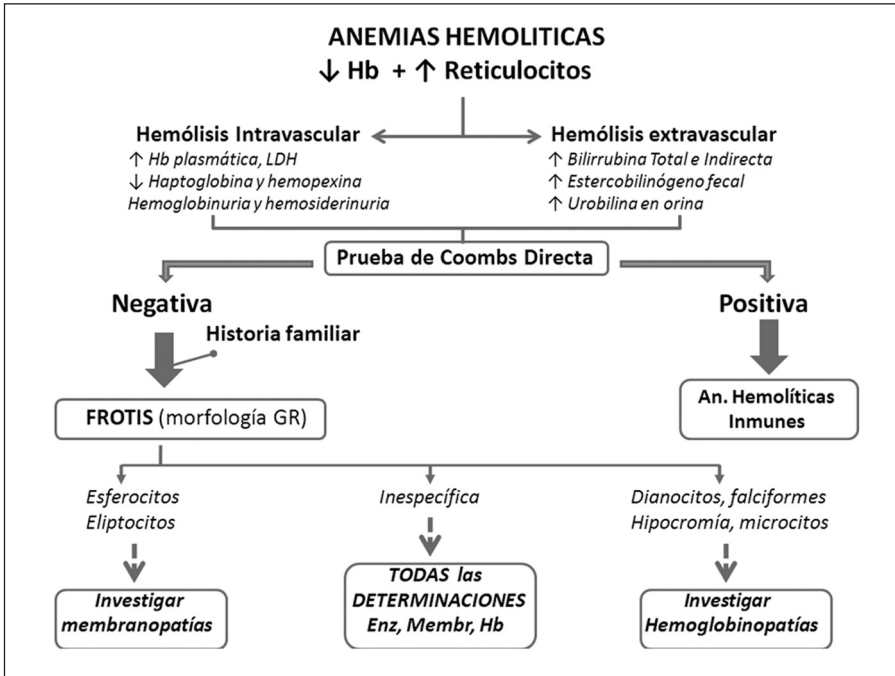 ANEMIAS HEMOLITICAS
↓ Hb + ↑ Reticulocitos
Hemólisis Intravascular
↑ Hb plasmática, LDH
↓ Haptoglobina y hemopexina
Hemoglobinuria y hemosiderinuria
Hemólisis extravascular
↑ Bilirrubina Total e Indirecta
↑ Estercobilinógeno fecal
↑ Urobilina en orina
Prueba de Coombs Directa
Negativa
Positiva
Historia familiar
FROTIS (morfología GR)
An. Hemolíticas
Inmunes
Esferocitos
Eliptocitos
Inespecífica
Dianocitos, falciformes
Hipocromía, microcitos
Investigar
membranopatías
TODAS las
DETERMINACIONES
Enz, Membr, Hb
Investigar
Hemoglobinopatías